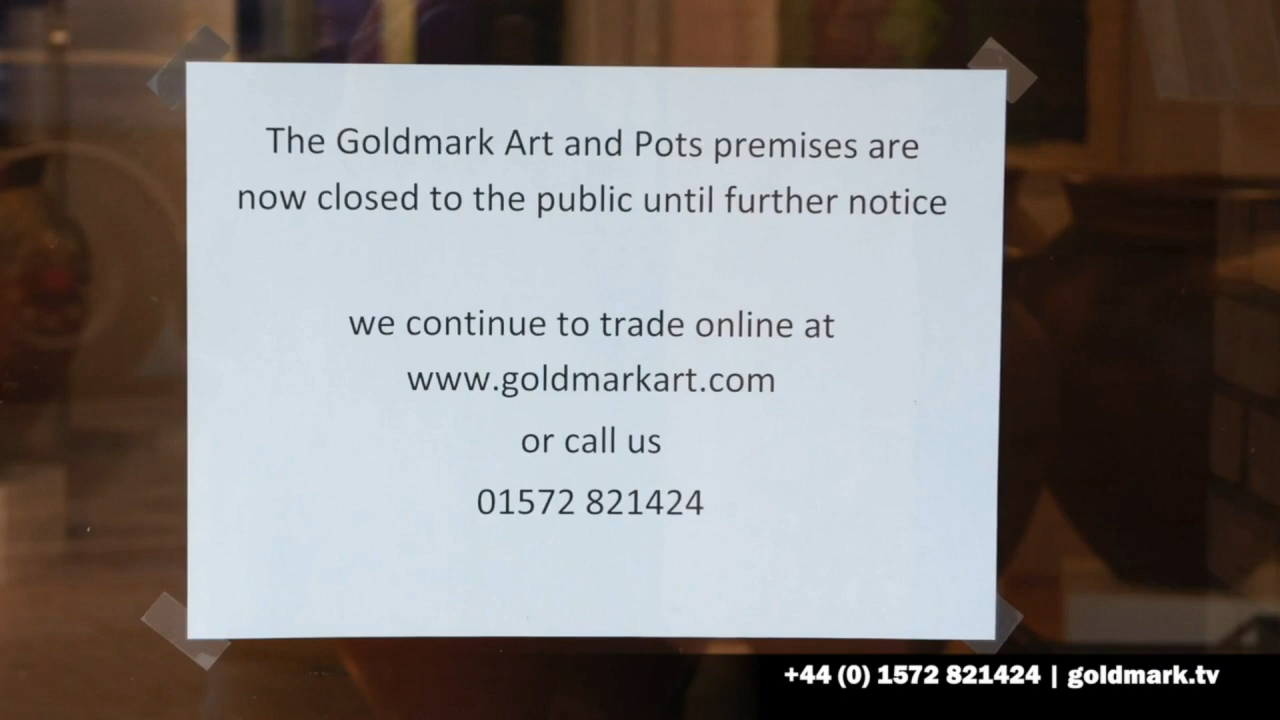 The Goldmark Art and Pots premises are
now closed to the public until further notice
we continue to trade online at
www.goldmarkart.com
or call us
01572 821424
+44 (0) 1572 821424 | goldmark.tv